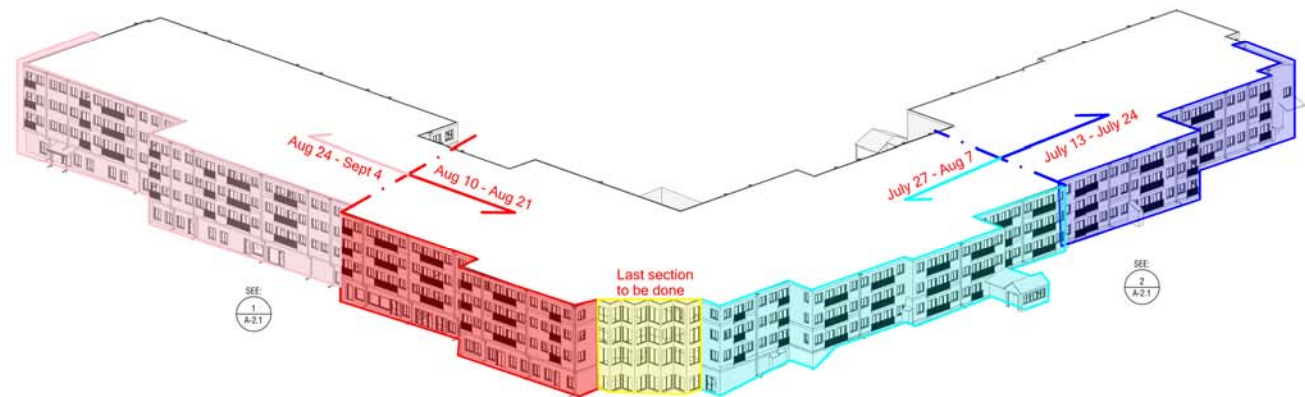 Aug 24 - Sept 4
Aug 10 - Aug 21
July 27 - Aug 7
July 13 - July 24
Last section
to be done
SEE:
1
A-2.1
SEE:
2
A-2.1